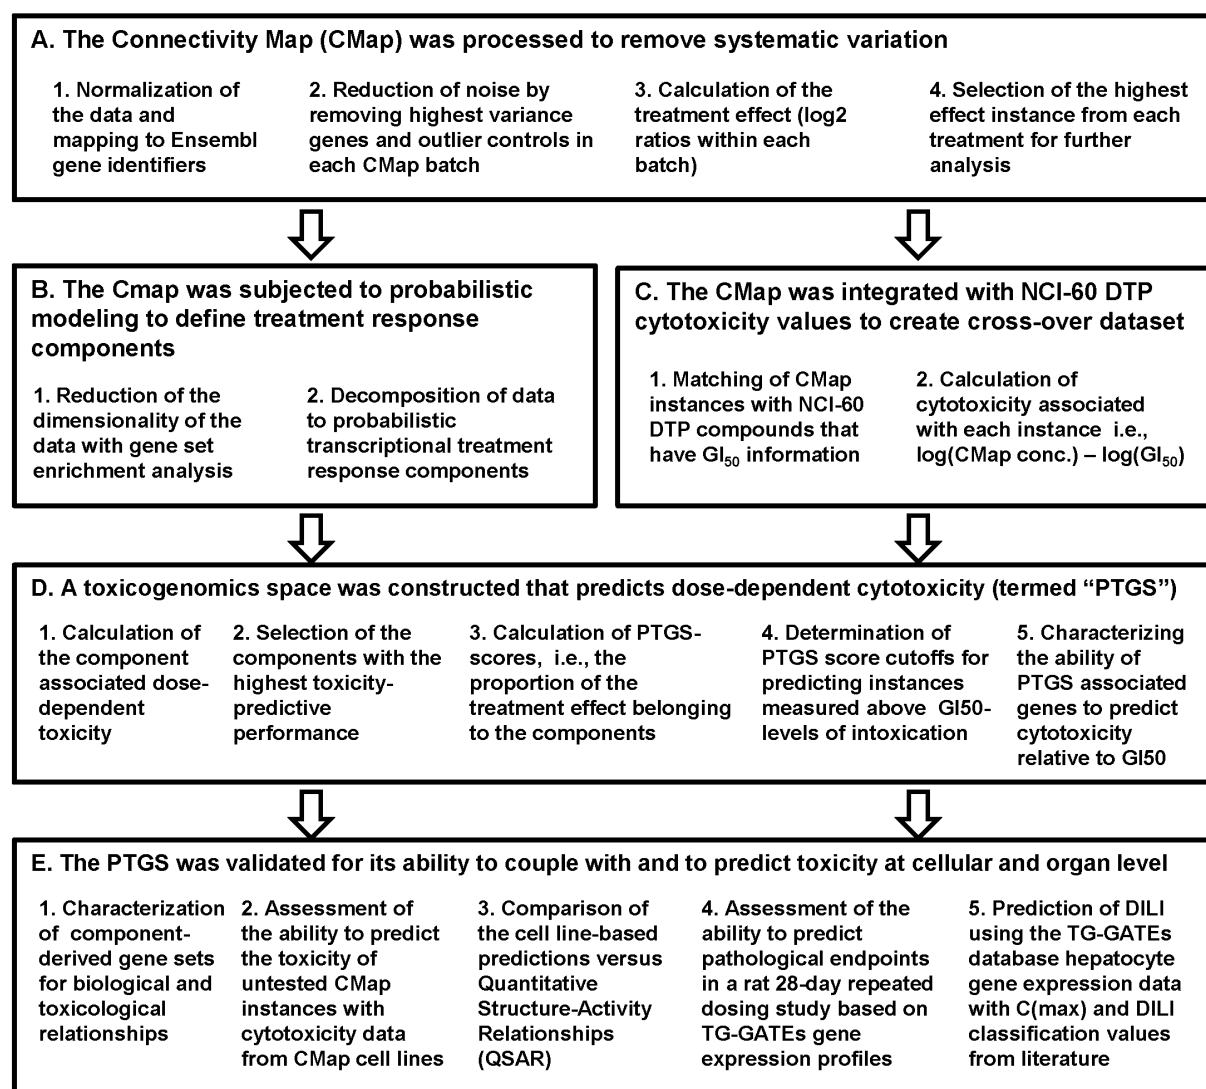 A. The Connectivity Map (CMap) was processed to remove systematic variation
1. Normalization of
the data and
mapping to Ensembl
gene identifiers
2. Reduction of noise by
removing highest variance
genes and outlier controls in
each CMap batch
3. Calculation of the
treatment effect (log2
ratios within each
batch)
4. Selection of the highest
effect instance from each
treatment for further
analysis
B. The Cmap was subjected to probabilistic
modeling to define treatment response
components
1. Reduction of the
dimensionality of the
data with gene set
enrichment analysis
2. Decomposition of data
to probabilistic
transcriptional treatment
response components
C. The CMap was integrated with NCI-60 DTP
cytotoxicity values to create cross-over dataset
1. Matching of CMap
instances with NCI-60
DTP compounds that
have GI50 information
2. Calculation of
cytotoxicity associated
with each instance i.e.,
log(CMap conc.) – log(GI50)
D. A toxicogenomics space was constructed that predicts dose-dependent cytotoxicity (termed “PTGS”)
1. Calculation of
the component
associated dose-
dependent
toxicity
2. Selection of the
components with the
highest toxicity-
predictive
performance
3. Calculation of PTGS-
scores, i.e., the
proportion of the
treatment effect belonging
to the components
4. Determination of
PTGS score cutoffs for
predicting instances
measured above GI50-
levels of intoxication
5. Characterizing
the ability of
PTGS associated
genes to predict
cytotoxicity
relative to GI50
E. The PTGS was validated for its ability to couple with and to predict toxicity at cellular and organ level
1. Characterization
of component-
derived gene sets
for biological and
toxicological
relationships
2. Assessment of
the ability to predict
the toxicity of
untested CMap
instances with
cytotoxicity data
from CMap cell lines
3. Comparison of
the cell line-based
predictions versus
Quantitative
Structure-Activity
Relationships
(QSAR)
4. Assessment of the
ability to predict
pathological endpoints
in a rat 28-day repeated
dosing study based on
TG-GATEs gene
expression profiles
5. Prediction of DILI
using the TG-GATEs
database hepatocyte
gene expression data
with C(max) and DILI
classification values
from literature